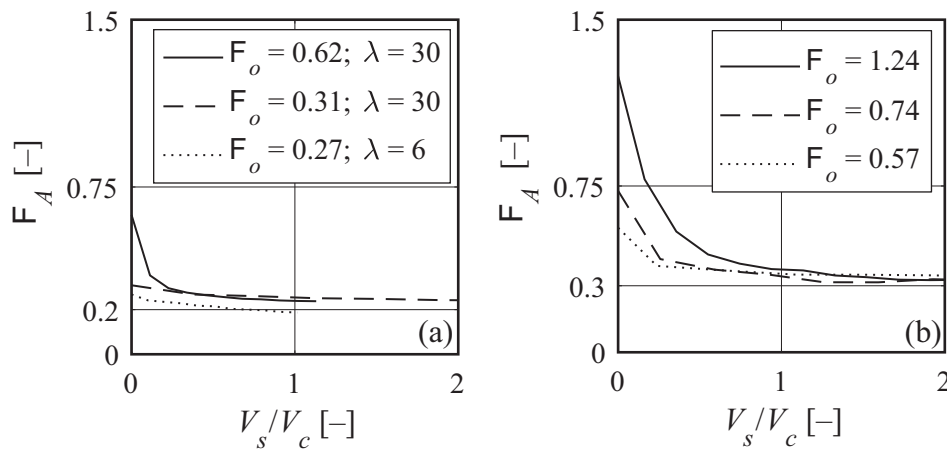 1.5
F_o = 0.62; λ = 30
F_o = 0.31; λ = 30
F_o = 0.27; λ = 6
F_A [–]
0.75
0.2
0
(a)
0 1 2
V_s/V_c [–]
1.5
F_o = 1.24
F_o = 0.74
F_o = 0.57
F_A [–]
0.75
0.3
0
(b)
0 1 2
V_s/V_c [–]